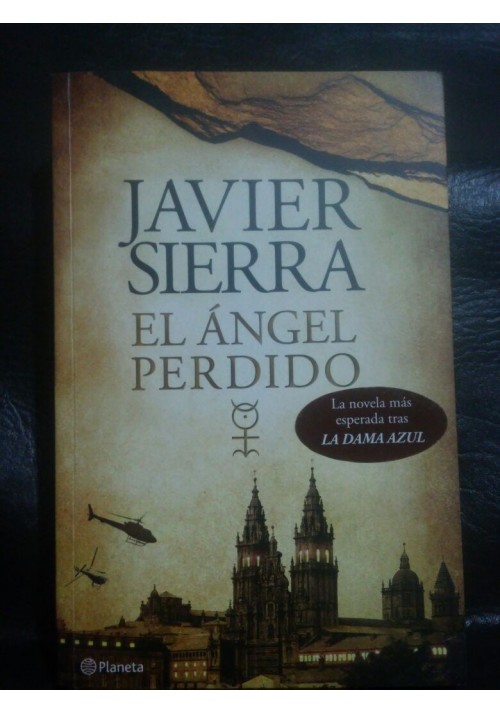 JAVIER
SIERRA
EL ÁNGEL
PERDIDO
La novela más
esperada tras
LA DAMA AZUL
Planeta